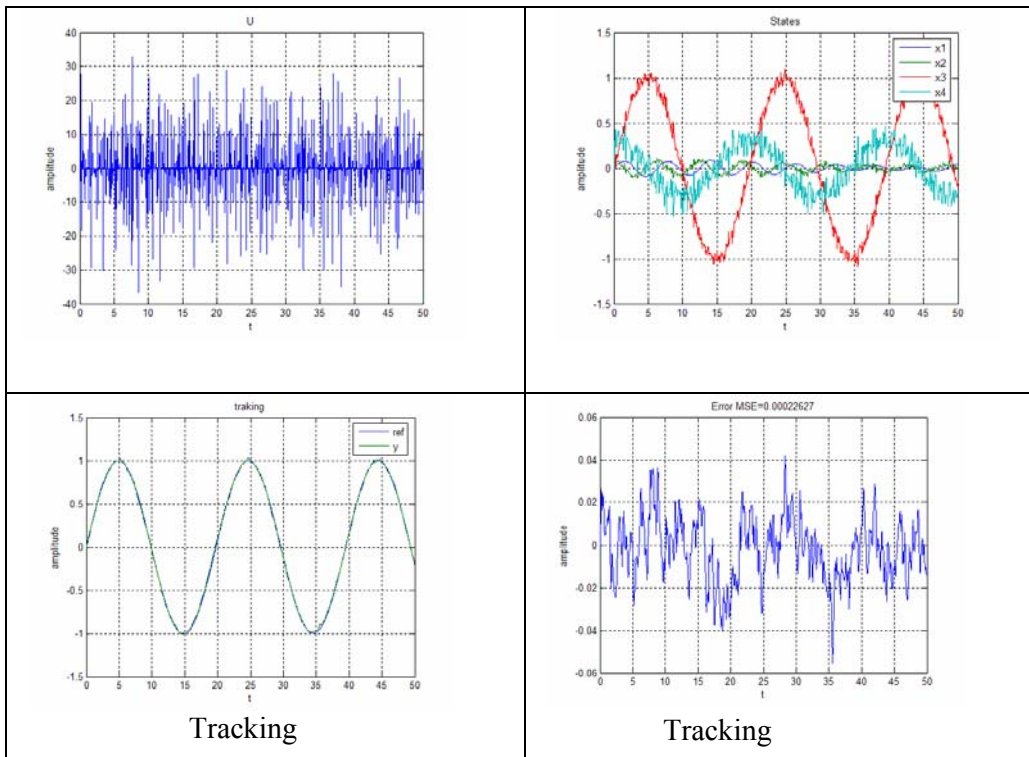 U
40
30
20
10
0
-10
-20
-30
-40
amplitude
0 5 10 15 20 25 30 35 40 45 50
t
States
1.5
1
0.5
0
-0.5
-1
-1.5
amplitude
x1
x2
x3
x4
0 5 10 15 20 25 30 35 40 45 50
t
traking
1.5
1
0.5
0
-0.5
-1
-1.5
amplitude
ref
y
0 5 10 15 20 25 30 35 40 45 50
t
Tracking
Error MSE=0.00022627
0.06
0.04
0.02
0
-0.02
-0.04
-0.06
amplitude
0 5 10 15 20 25 30 35 40 45 50
t
Tracking